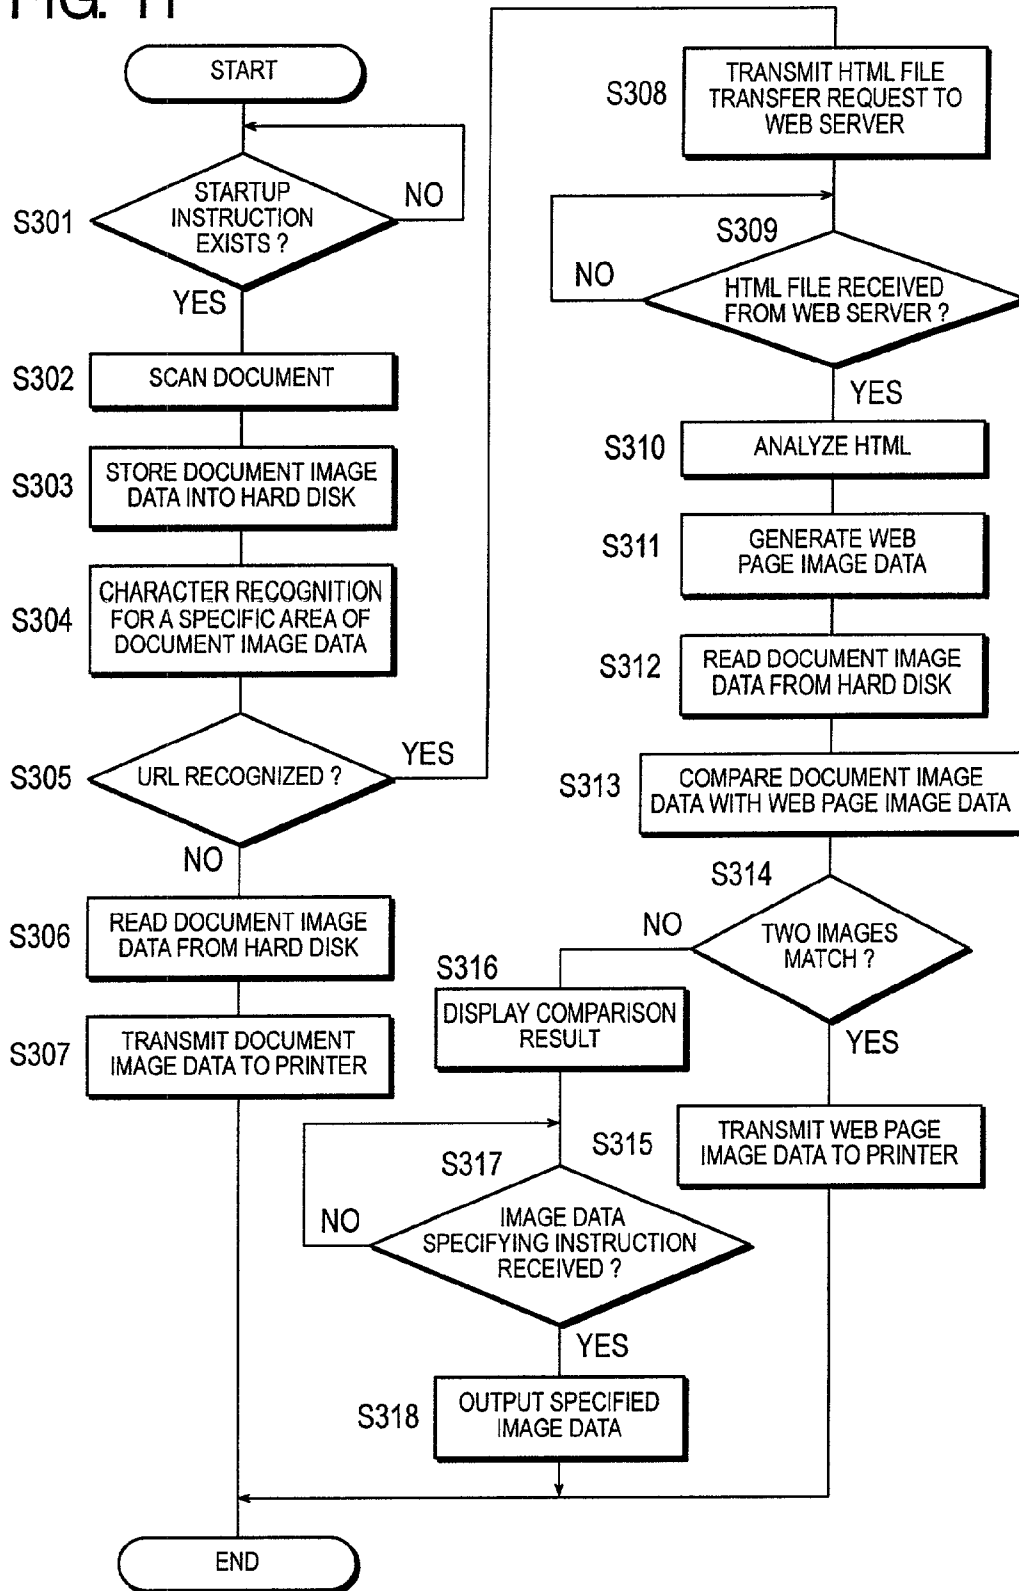 FIG. 11
START
S301
STARTUP
INSTRUCTION
EXISTS ?
NO
YES
S302
SCAN DOCUMENT
S303
STORE DOCUMENT IMAGE
DATA INTO HARD DISK
S304
CHARACTER RECOGNITION
FOR A SPECIFIC AREA OF
DOCUMENT IMAGE DATA
S305
URL RECOGNIZED ?
YES
NO
S306
READ DOCUMENT IMAGE
DATA FROM HARD DISK
S307
TRANSMIT DOCUMENT
IMAGE DATA TO PRINTER
S308
TRANSMIT HTML FILE
TRANSFER REQUEST TO
WEB SERVER
S309
NO
HTML FILE RECEIVED
FROM WEB SERVER ?
YES
S310
ANALYZE HTML
S311
GENERATE WEB
PAGE IMAGE DATA
S312
READ DOCUMENT IMAGE
DATA FROM HARD DISK
S313
COMPARE DOCUMENT IMAGE
DATA WITH WEB PAGE IMAGE DATA
S314
NO
TWO IMAGES
MATCH ?
YES
S316
DISPLAY COMPARISON
RESULT
S315
TRANSMIT WEB PAGE
IMAGE DATA TO PRINTER
S317
NO
IMAGE DATA
SPECIFYING INSTRUCTION
RECEIVED ?
YES
S318
OUTPUT SPECIFIED
IMAGE DATA
END